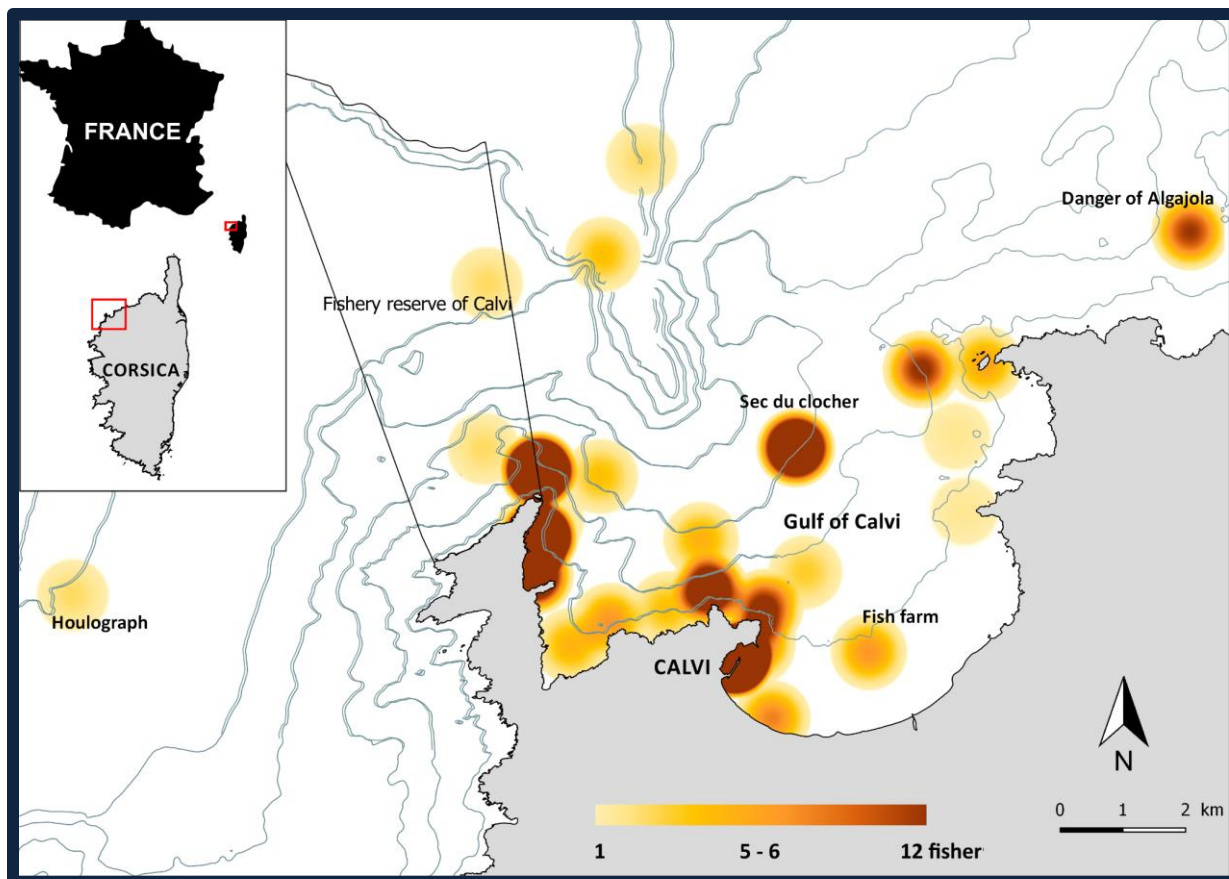 FRANCE
CORSICA
Danger of Algajola
Fishery reserve of Calvi
Sec du clocher
Gulf of Calvi
Houlograph
Fish farm
CALVI
N
0 1 2 km
1 5 - 6 12 fisher